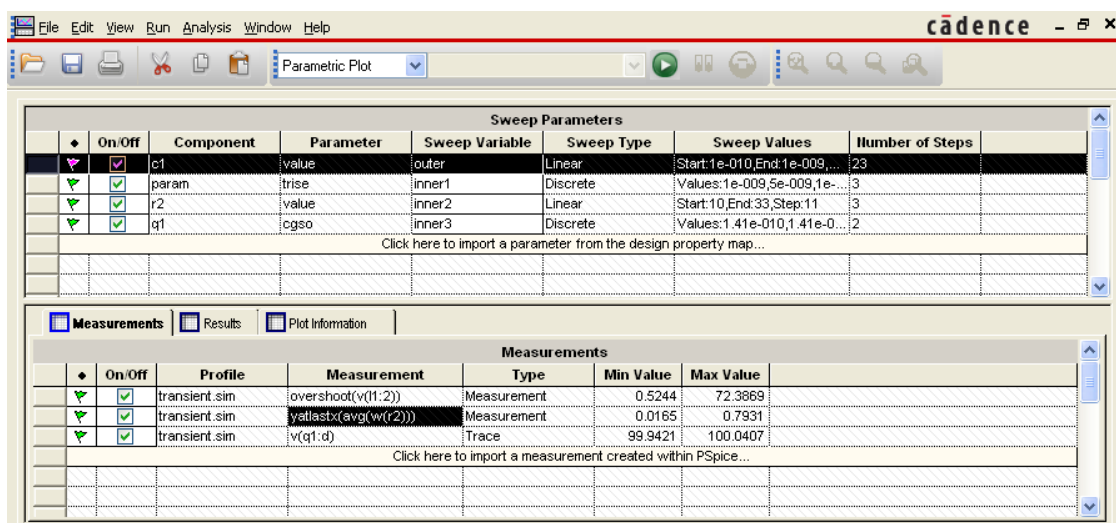 File Edit View Run Analysis Window Help cādence
Parametric Plot
Sweep Parameters
On/Off Component Parameter Sweep Variable Sweep Type Sweep Values Number of Steps
c1 value outer Linear Start:1e-010,End:1e-009,... 23
param trise inner1 Discrete Values:1e-009,5e-009,1e-... 3
r2 value inner2 Linear Start:10,End:33,Step:11 3
q1 cgso inner3 Discrete Values:1.41e-010,1.41e-0... 2
Click here to import a parameter from the design property map...
Measurements Results Plot Information
Measurements
On/Off Profile Measurement Type Min Value Max Value
transient.sim overshoot(v(l1:2)) Measurement 0.5244 72.3869
transient.sim yatlastx(avg(w(r2))) Measurement 0.0165 0.7931
transient.sim v(q1:d) Trace 99.9421 100.0407
Click here to import a measurement created within PSpice...